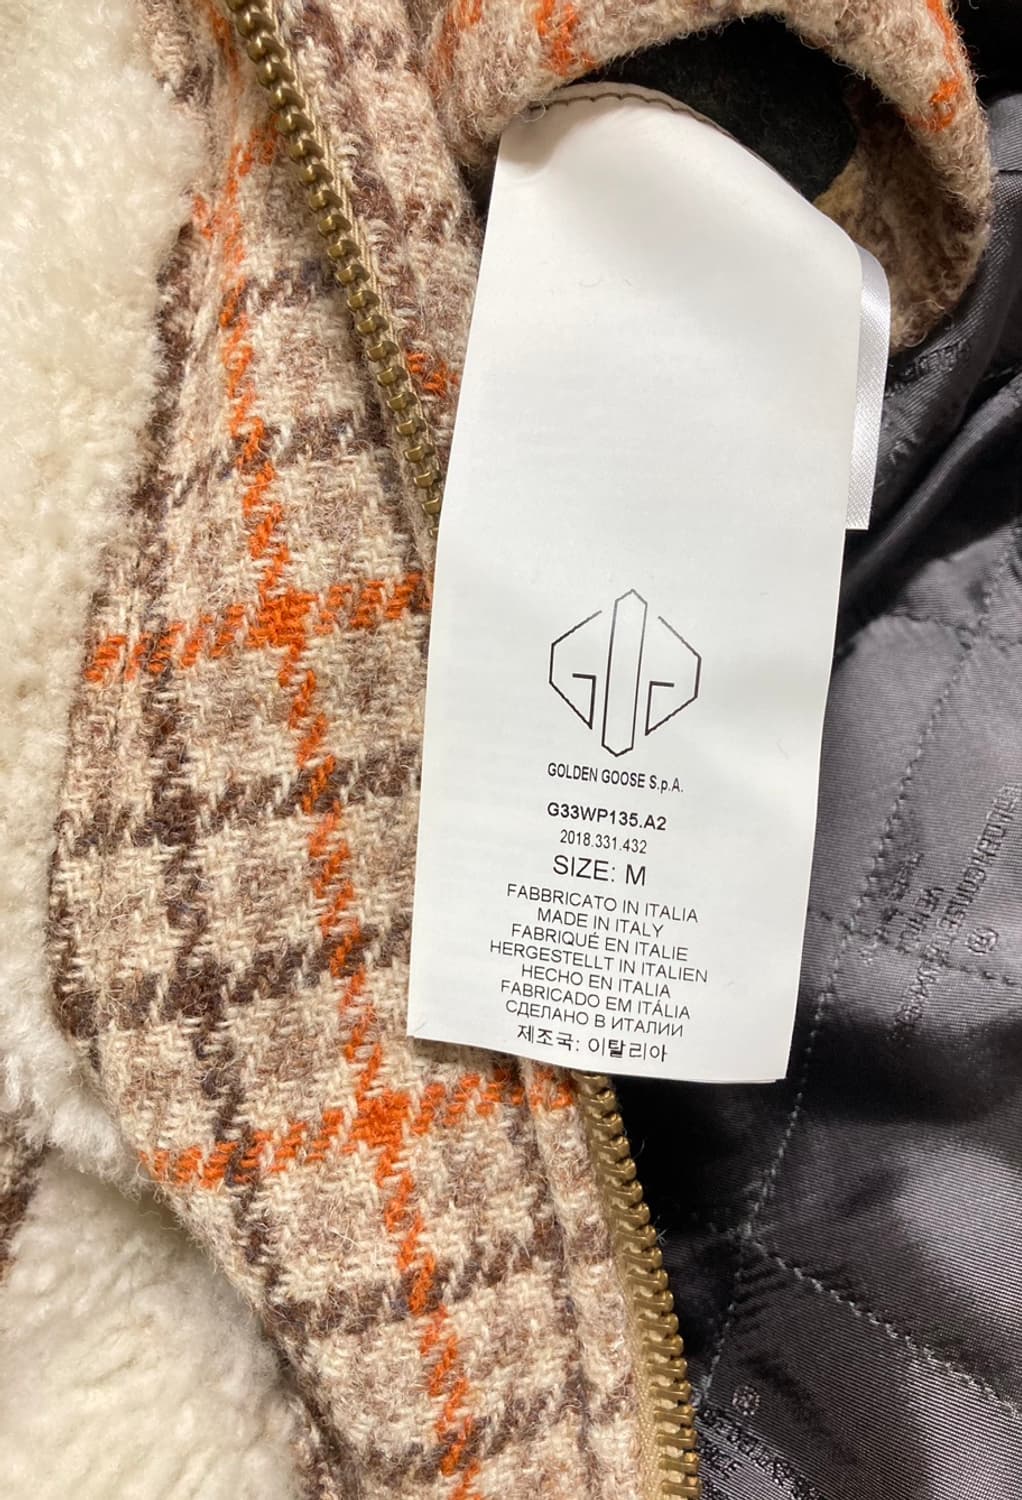 GOLDEN GOOSE S.p.A.
G33WP135.A2
2018.331.432
SIZE: M
FABBRICATO IN ITALIA
MADE IN ITALY
FABRIQUÉ EN ITALIE
HERGESTELLT IN ITALIEN
HECHO EN ITALIA
FABRICADO EM ITÁLIA
СДЕЛАНО В ИТАЛИИ
제조국: 이탈리아